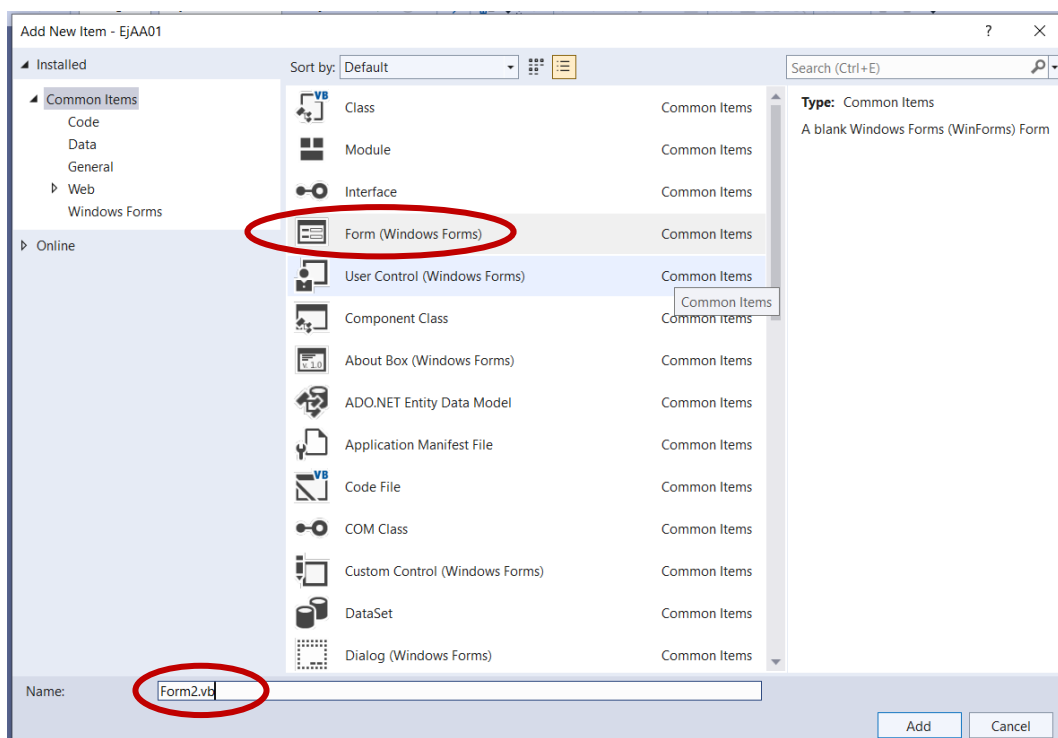 Add New Item - EjAA01 ?
Installed
Sort by: Default
Search (Ctrl+E)
Common Items
Code
Data
General
Web
Windows Forms
Online
VB Class Common Items
Module Common Items
Interface Common Items
Form (Windows Forms) Common Items
User Control (Windows Forms) Common Items
Common Items
Component Class Common Items
v. 1.0 About Box (Windows Forms) Common Items
ADO.NET Entity Data Model Common Items
Application Manifest File Common Items
VB Code File Common Items
COM Class Common Items
Custom Control (Windows Forms) Common Items
DataSet Common Items
Dialog (Windows Forms) Common Items
Type: Common Items
A blank Windows Forms (WinForms) Form
Name: Form2.vb
Add Cancel